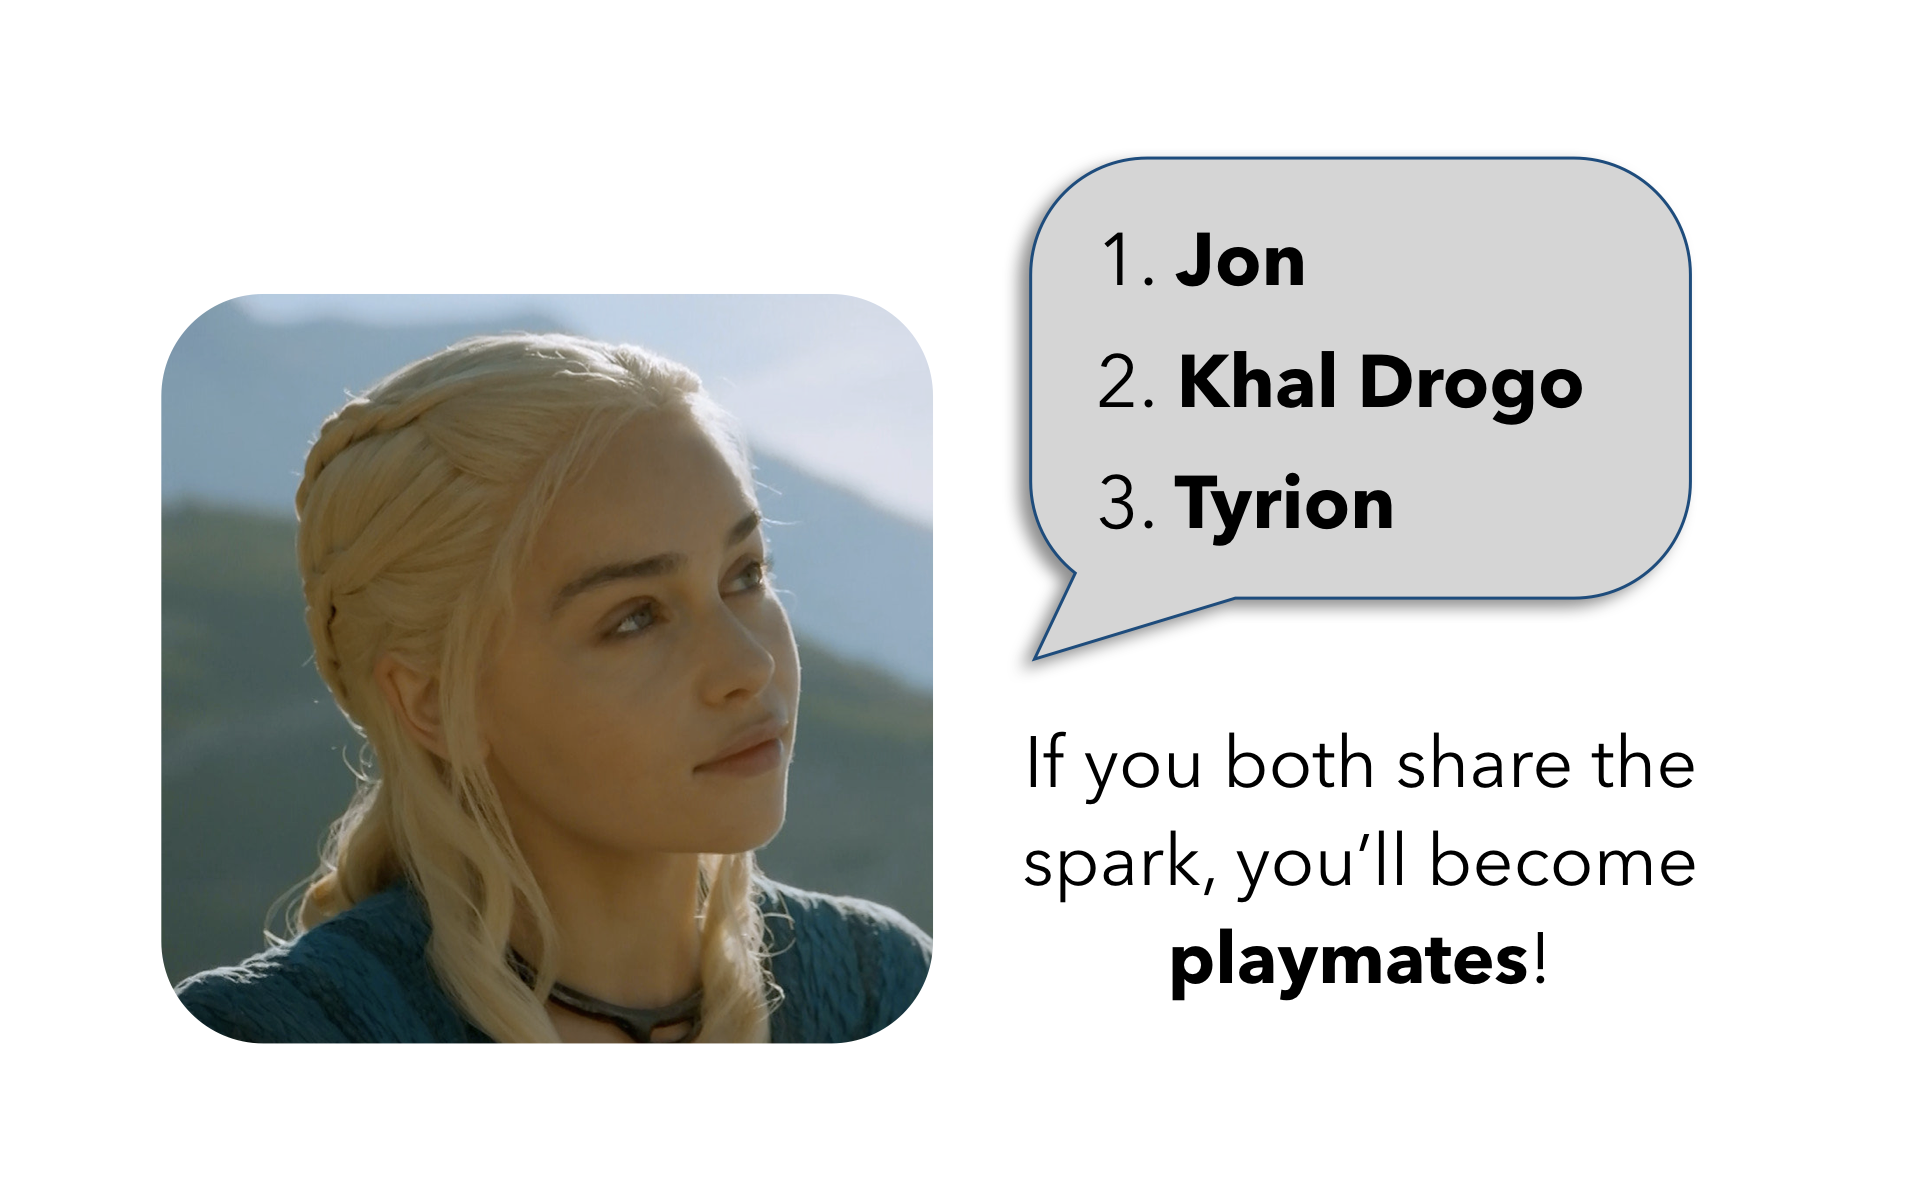 1. Jon
2. Khal Drogo
3. Tyrion
If you both share the
spark, you’ll become
playmates!